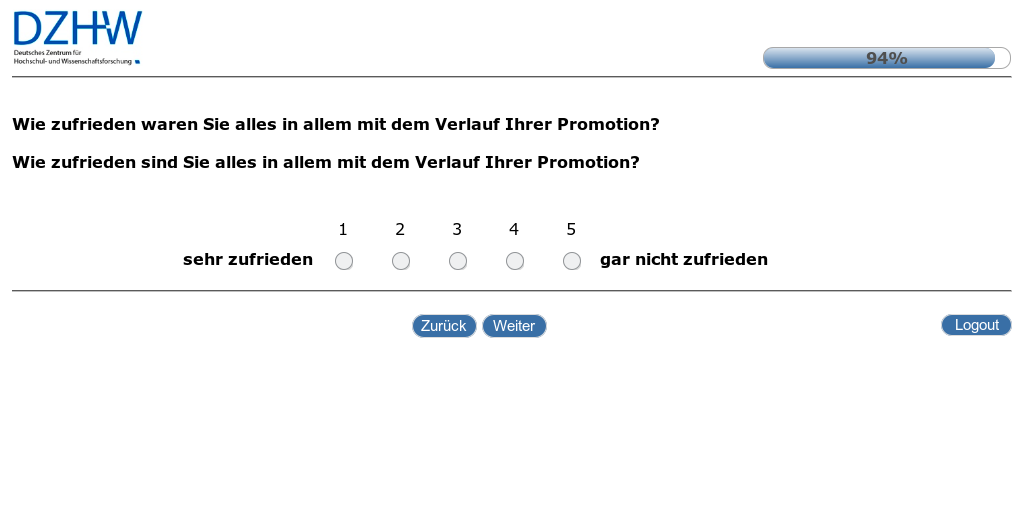 DZHW
Deutsches Zentrum für
Hochschul- und Wissenschaftsforschung
94%
Wie zufrieden waren Sie alles in allem mit dem Verlauf Ihrer Promotion?
Wie zufrieden sind Sie alles in allem mit dem Verlauf Ihrer Promotion?
1 2 3 4 5
sehr zufrieden gar nicht zufrieden
Zurück Weiter Logout